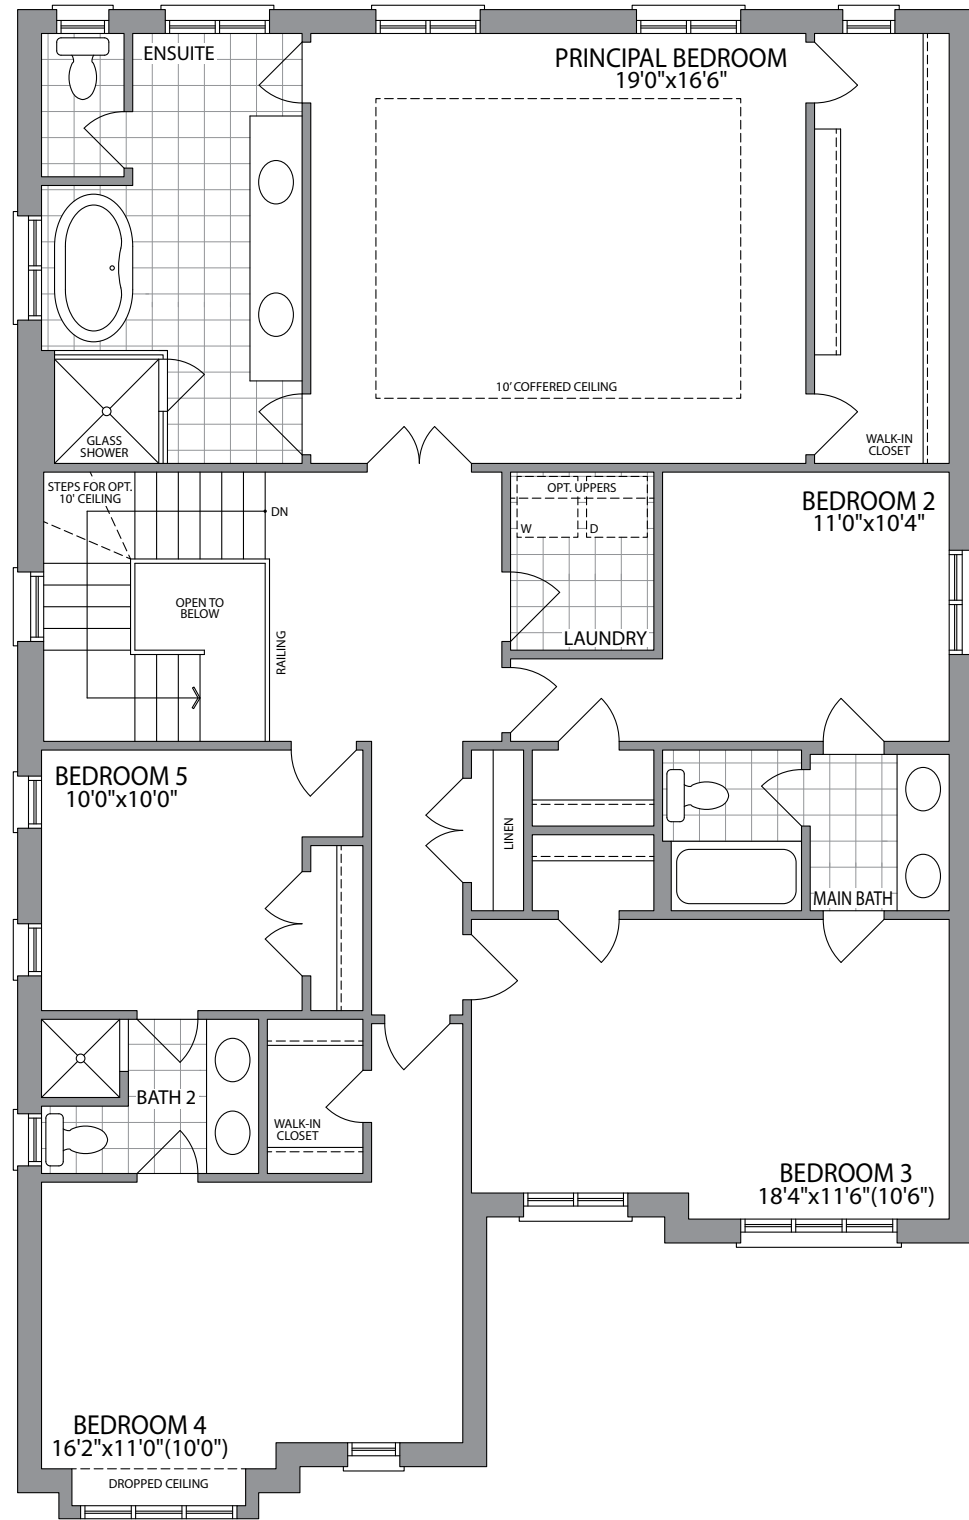 ENSUITE
PRINCIPAL BEDROOM
19'0"x16'6"
10' COFFERED CEILING
GLASS
SHOWER
WALK-IN
CLOSET
STEPS FOR OPT.
10' CEILING
DN
OPT. UPPERS
W
D
BEDROOM 2
11'0"x10'4"
OPEN TO
BELOW
RAILING
LAUNDRY
BEDROOM 5
10'0"x10'0"
LINEN
MAIN BATH
BATH 2
WALK-IN
CLOSET
BEDROOM 3
18'4"x11'6"(10'6")
BEDROOM 4
16'2"x11'0"(10'0")
DROPPED CEILING